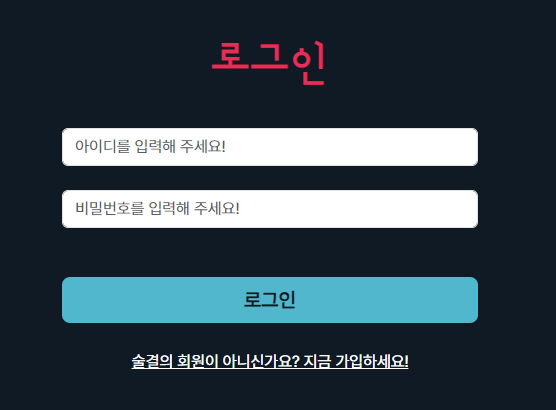 로그인
아이디를 입력해 주세요!
비밀번호를 입력해 주세요!
로그인
술결의 회원이 아니신가요? 지금 가입하세요!